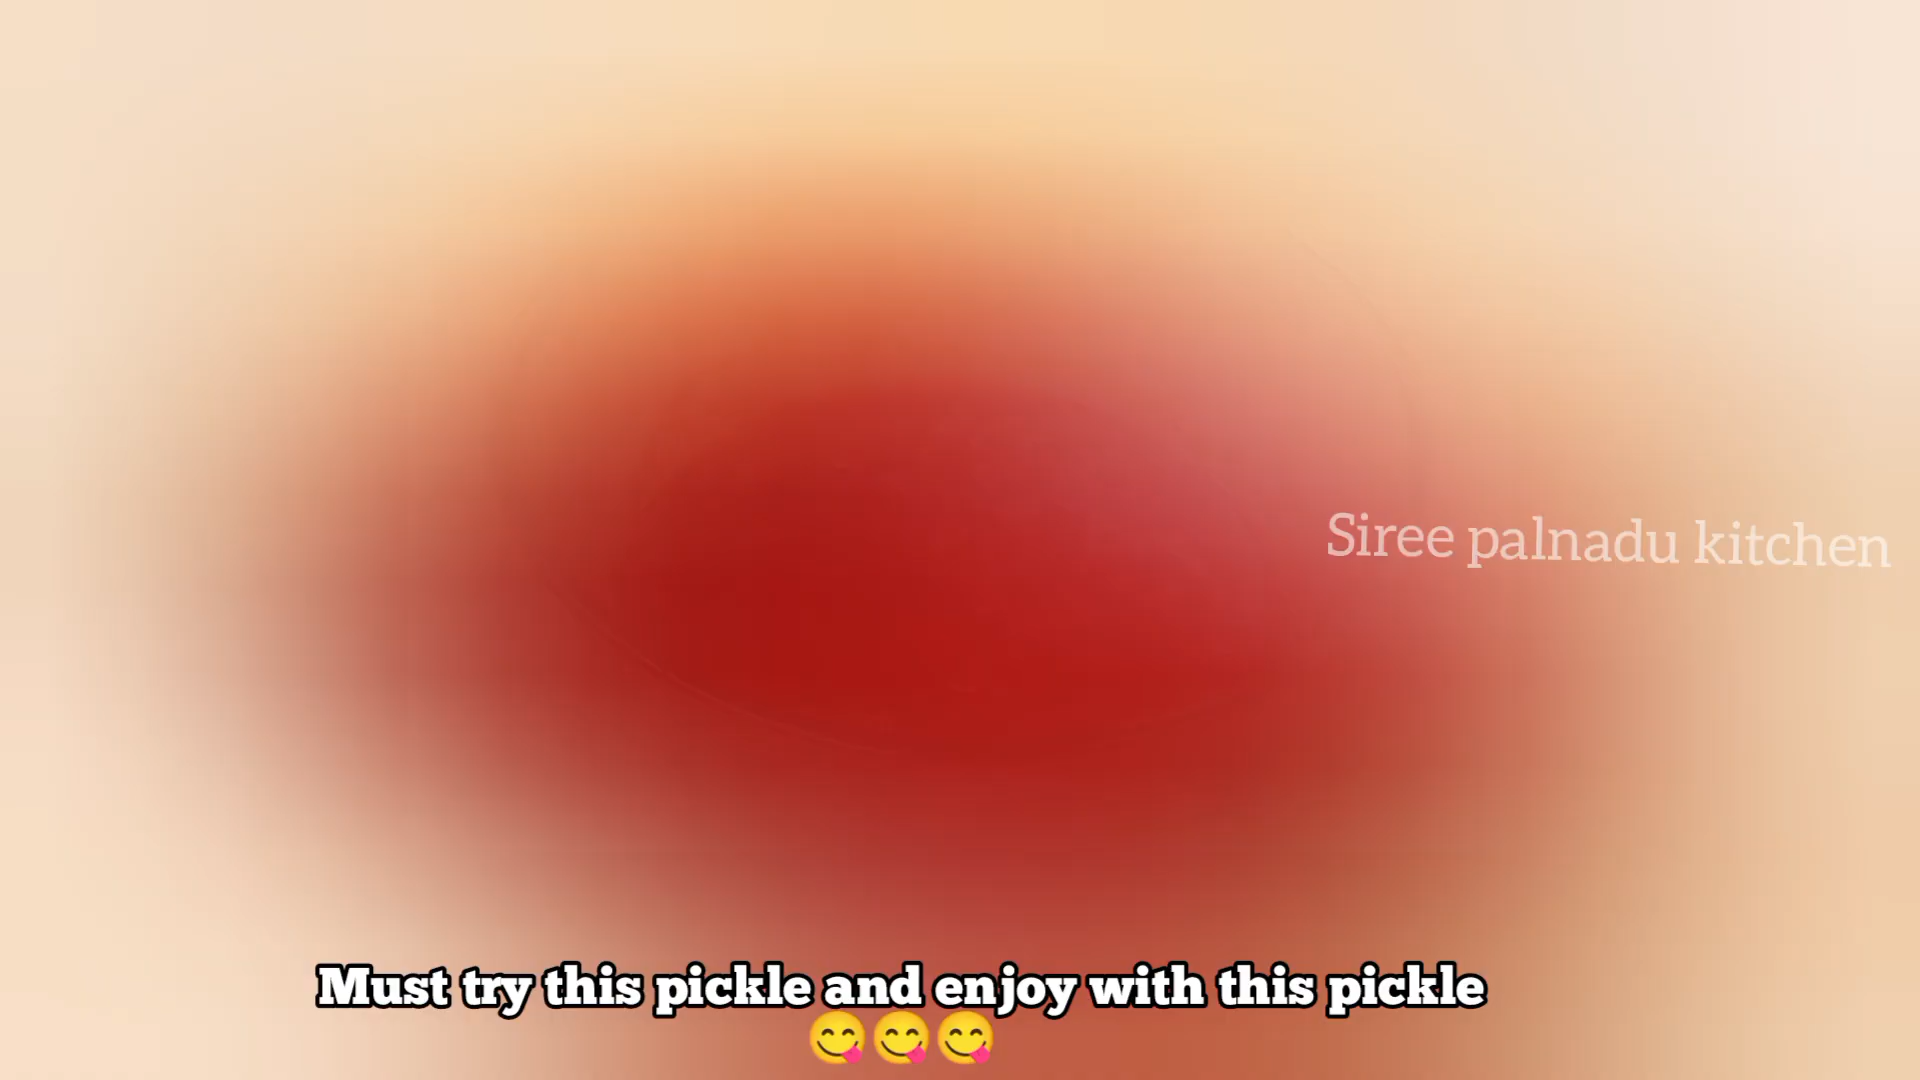 Siree palnadu kitchen
Must try this pickle and enjoy with this pickle
😋😋😋